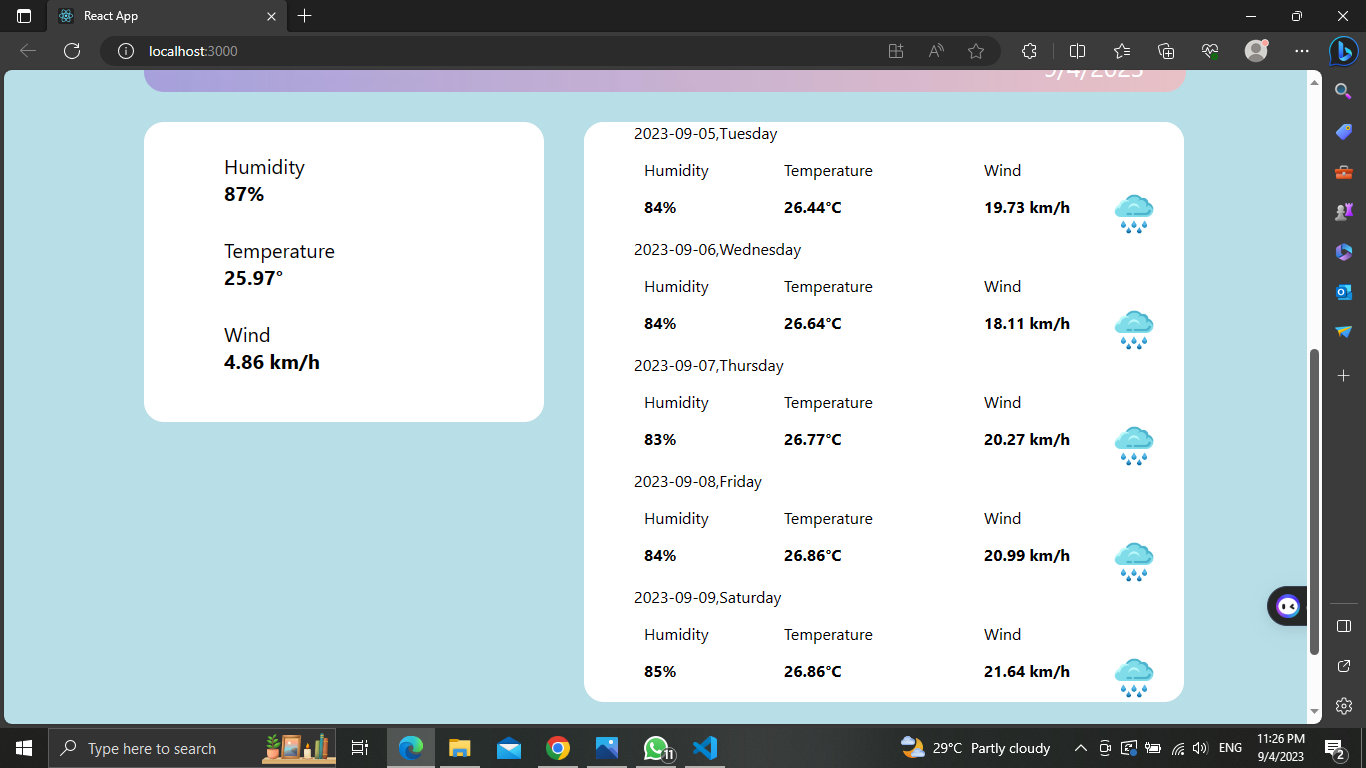 React App
localhost:3000
9/4/2023
Humidity
87%
Temperature
25.97°
Wind
4.86 km/h
2023-09-05,Tuesday
Humidity Temperature Wind
84% 26.44°C 19.73 km/h
2023-09-06,Wednesday
Humidity Temperature Wind
84% 26.64°C 18.11 km/h
2023-09-07,Thursday
Humidity Temperature Wind
83% 26.77°C 20.27 km/h
2023-09-08,Friday
Humidity Temperature Wind
84% 26.86°C 20.99 km/h
2023-09-09,Saturday
Humidity Temperature Wind
85% 26.86°C 21.64 km/h
Type here to search
11
29°C Partly cloudy
ENG
11:26 PM
9/4/2023
2